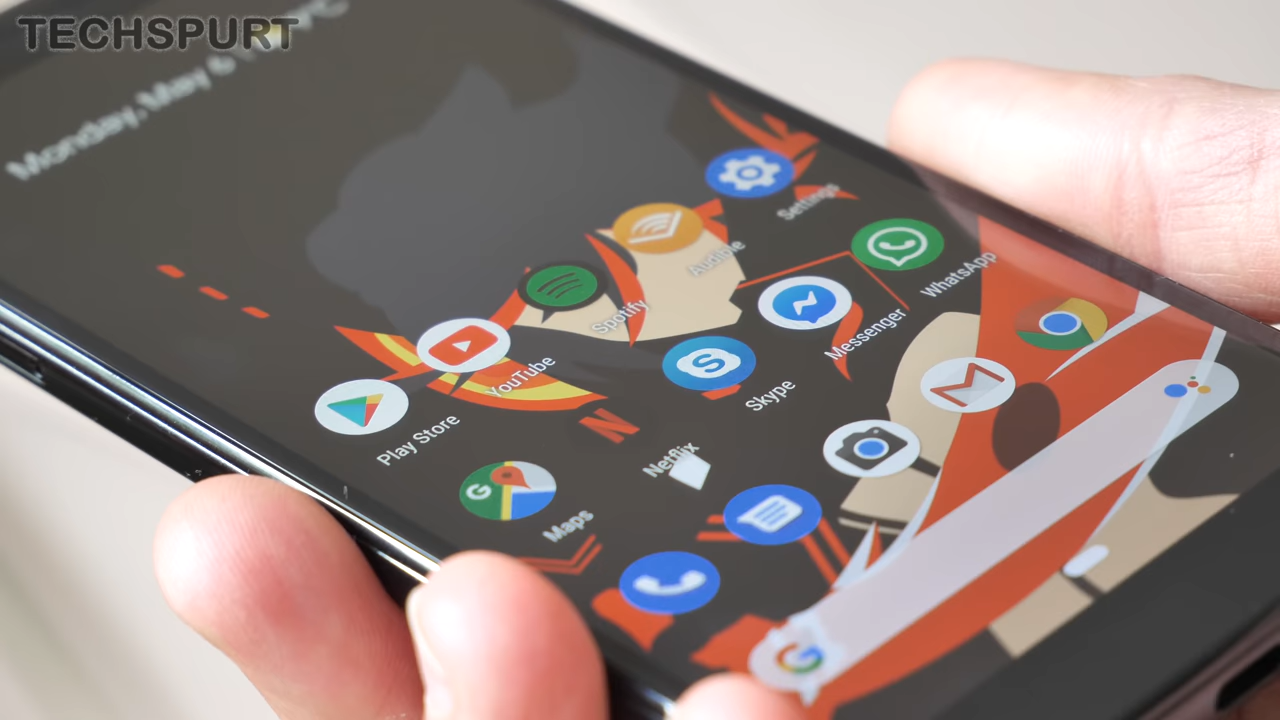 TECHSPURT
Monday, May 6
Settings
Audible
WhatsApp
Spotify
Messenger
YouTube
Skype
Play Store
Netflix
Maps